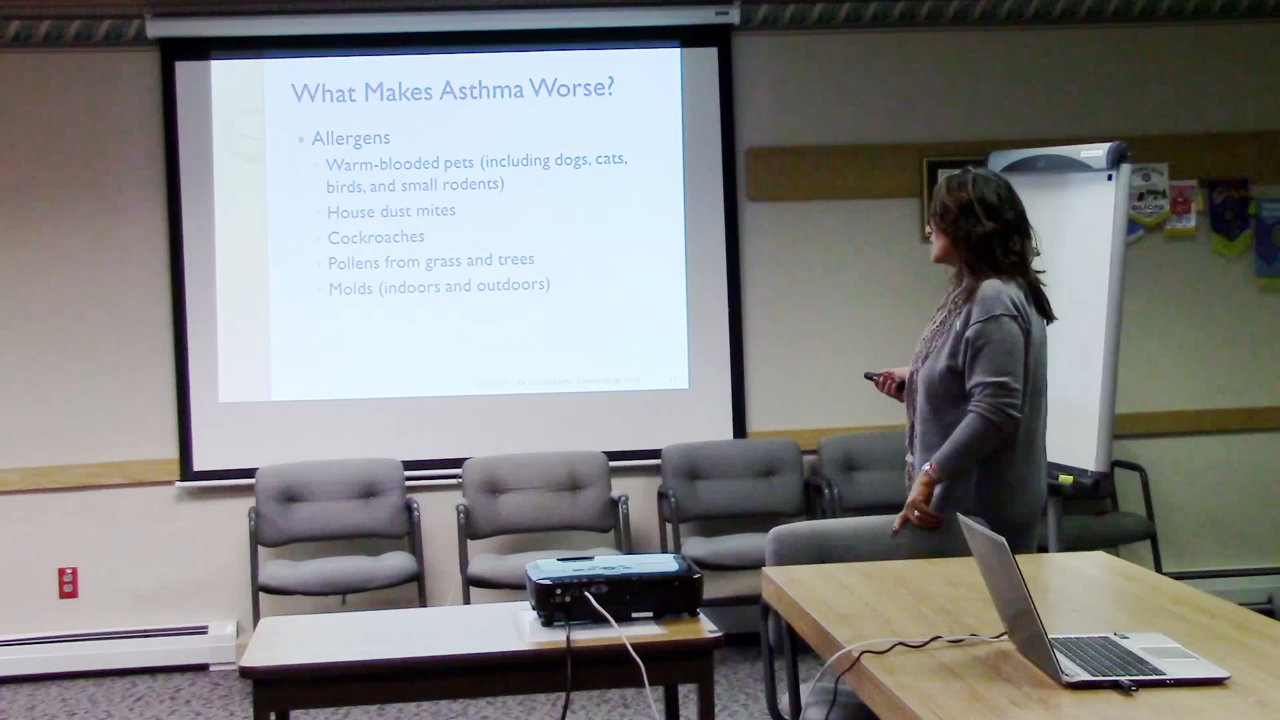 What Makes Asthma Worse?
Allergens
Warm-blooded pets (including dogs, cats,
birds, and small rodents)
House dust mites
Cockroaches
Pollens from grass and trees
Molds (indoors and outdoors)
GILFORD